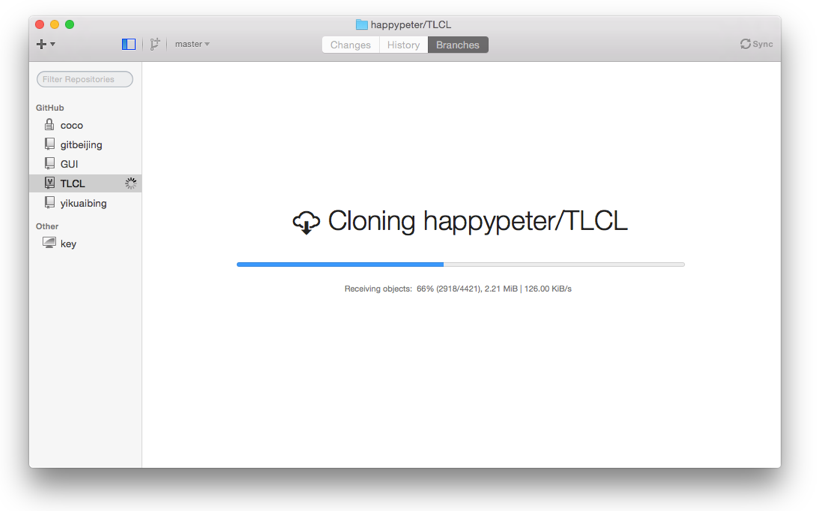 happypeter/TLCL
master
Changes History Branches
Sync
Filter Repositories
GitHub
coco
gitbeijing
GUI
TLCL
yikuaibing
Other
key
Cloning happypeter/TLCL
Receiving objects: 66% (2918/4421), 2.21 MiB | 126.00 KiB/s